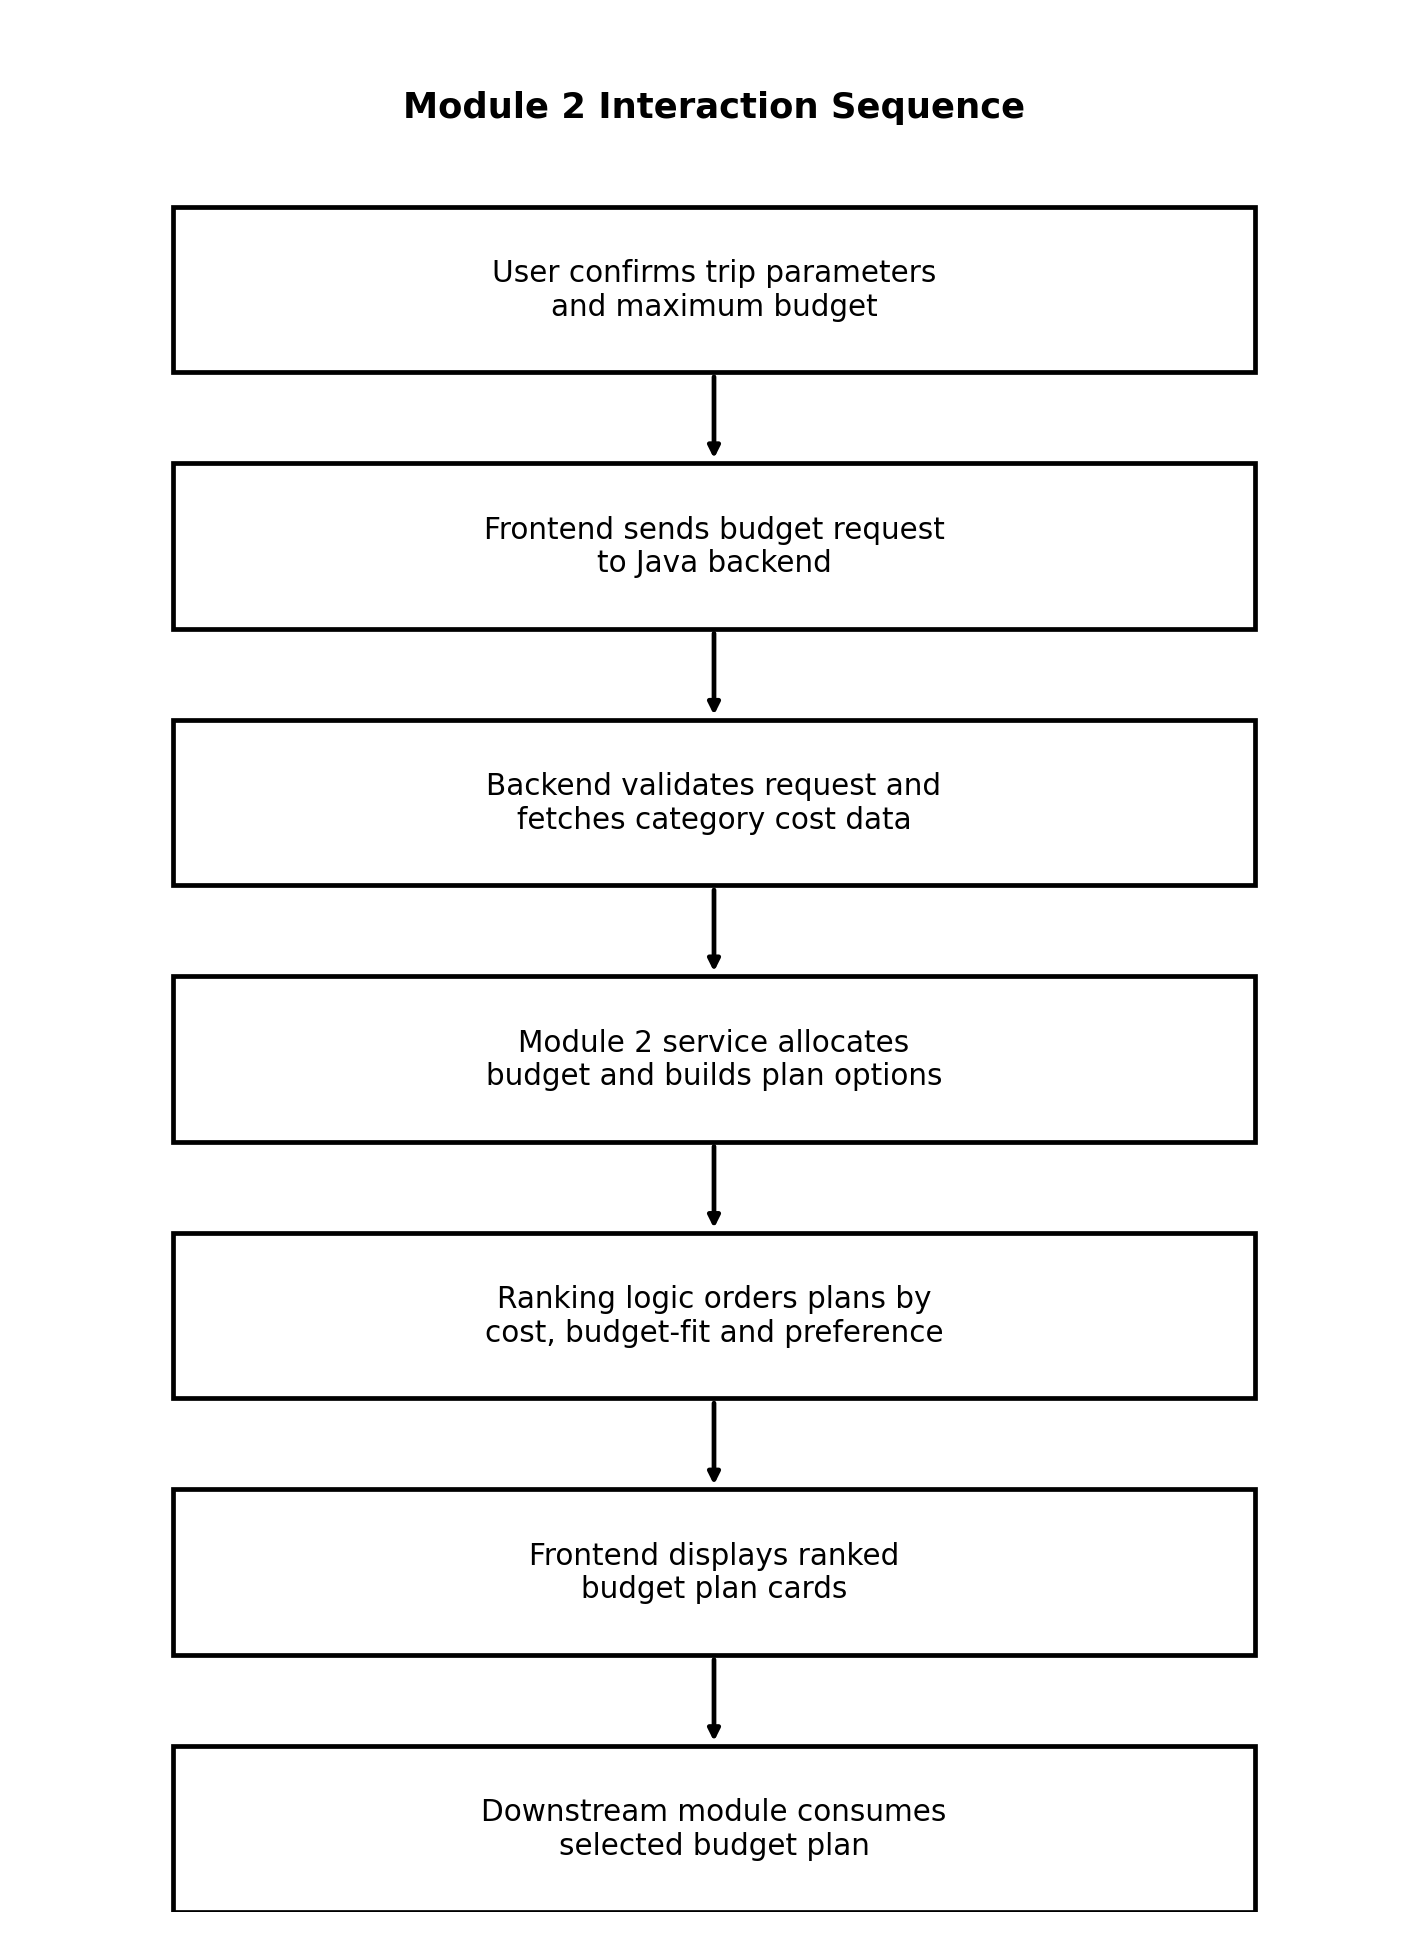 Module 2 Interaction Sequence
User confirms trip parameters
and maximum budget
Frontend sends budget request
to Java backend
Backend validates request and
fetches category cost data
Module 2 service allocates
budget and builds plan options
Ranking logic orders plans by
cost, budget-fit and preference
Frontend displays ranked
budget plan cards
Downstream module consumes
selected budget plan